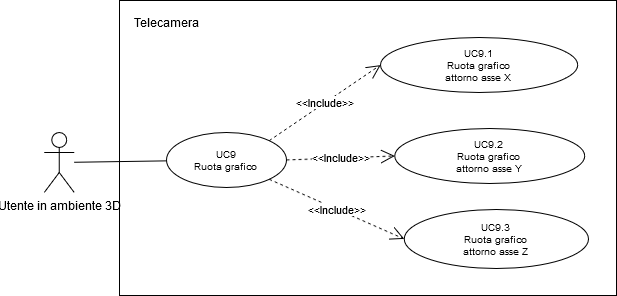 Telecamera
UC9.1
Ruota grafico
attorno asse X
<<Include>>
UC9
Ruota grafico
<<Include>>
UC9.2
Ruota grafico
attorno asse Y
Utente in ambiente 3D
<<Include>>
UC9.3
Ruota grafico
attorno asse Z